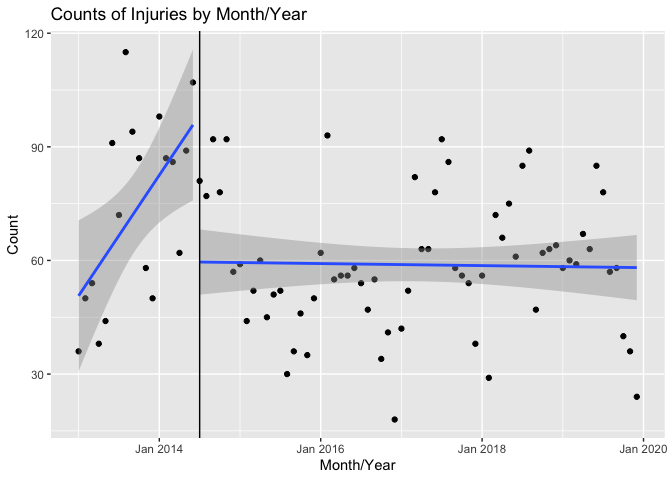 Counts of Injuries by Month/Year
120
90
60
30
Count
Jan 2014
Jan 2016
Jan 2018
Jan 2020
Month/Year